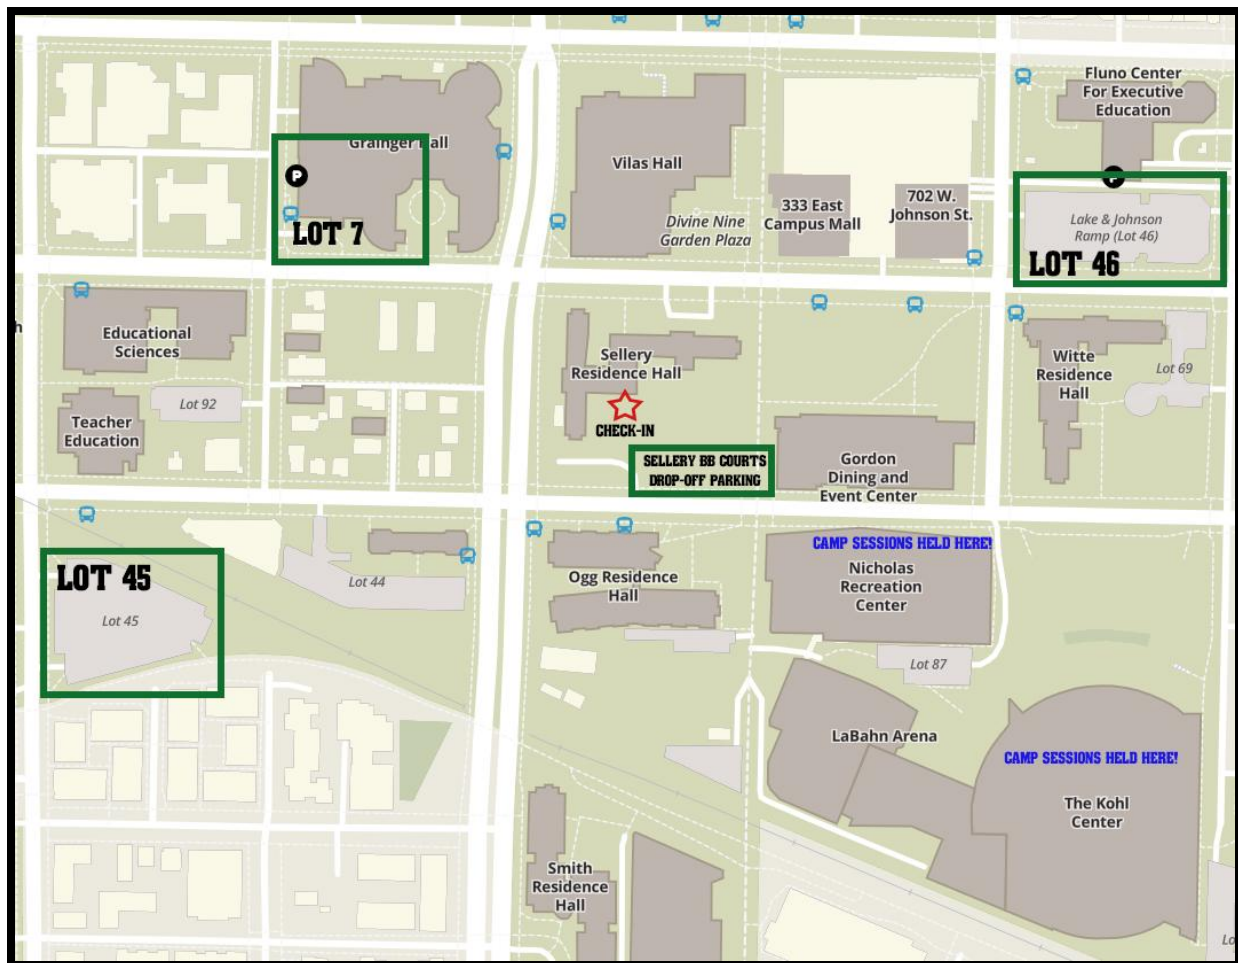 Fluno Center
For Executive
Education
Grainger Hall
P
Vilas Hall
P
333 East
Campus Mall
702 W.
Johnson St.
Divine Nine
Garden Plaza
Lake & Johnson
Ramp (Lot 46)
LOT 7
LOT 46
h
Educational
Sciences
Sellery
Residence Hall
Witte
Residence
Hall
Lot 69
Lot 92
Teacher
Education
CHECK-IN
SELLERY BB COURTS
DROP-OFF PARKING
Gordon
Dining and
Event Center
CAMP SESSIONS HELD HERE!
LOT 45
Lot 45
Lot 44
Ogg Residence
Hall
Nicholas
Recreation
Center
Lot 87
LaBahn Arena
CAMP SESSIONS HELD HERE!
The Kohl
Center
Smith
Residence
Hall
Lo